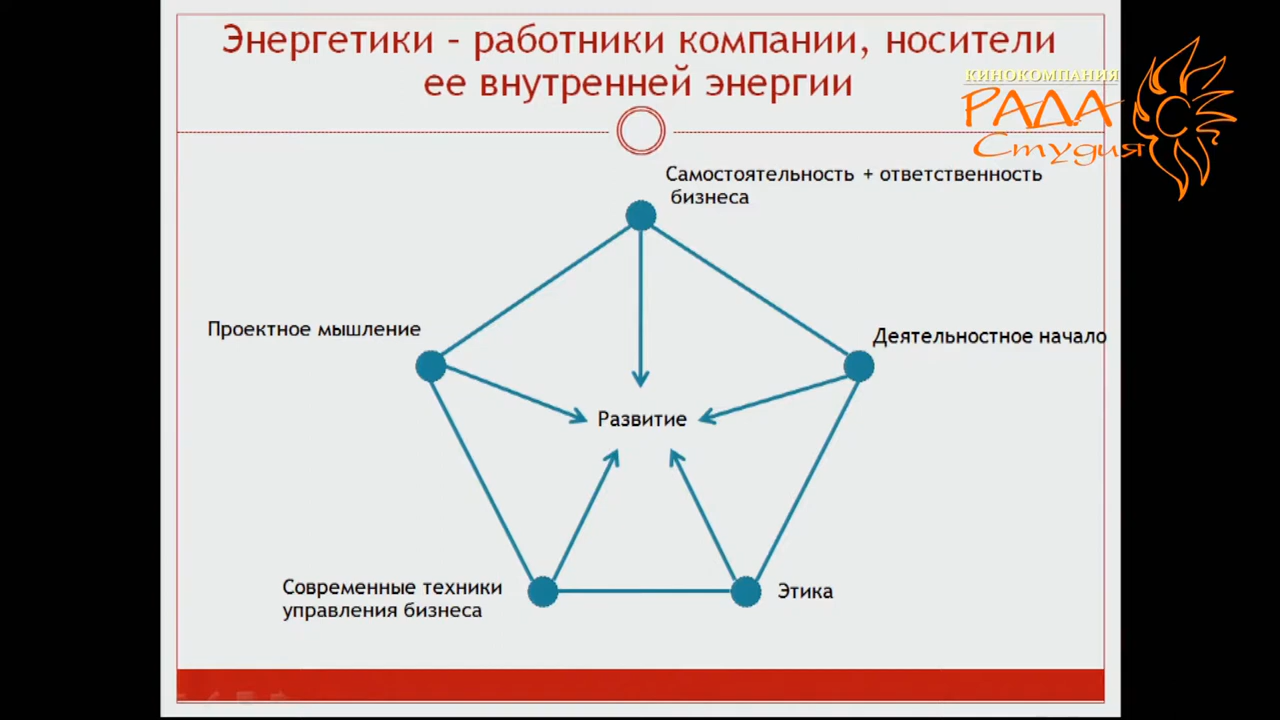 Энергетики – работники компании, носители
ее внутренней энергии
КИНОКОМПАНИЯ
РАДА
Студия
Самостоятельность + ответственность
бизнеса
Проектное мышление
Деятельностное начало
Развитие
Современные техники
управления бизнеса
Этика